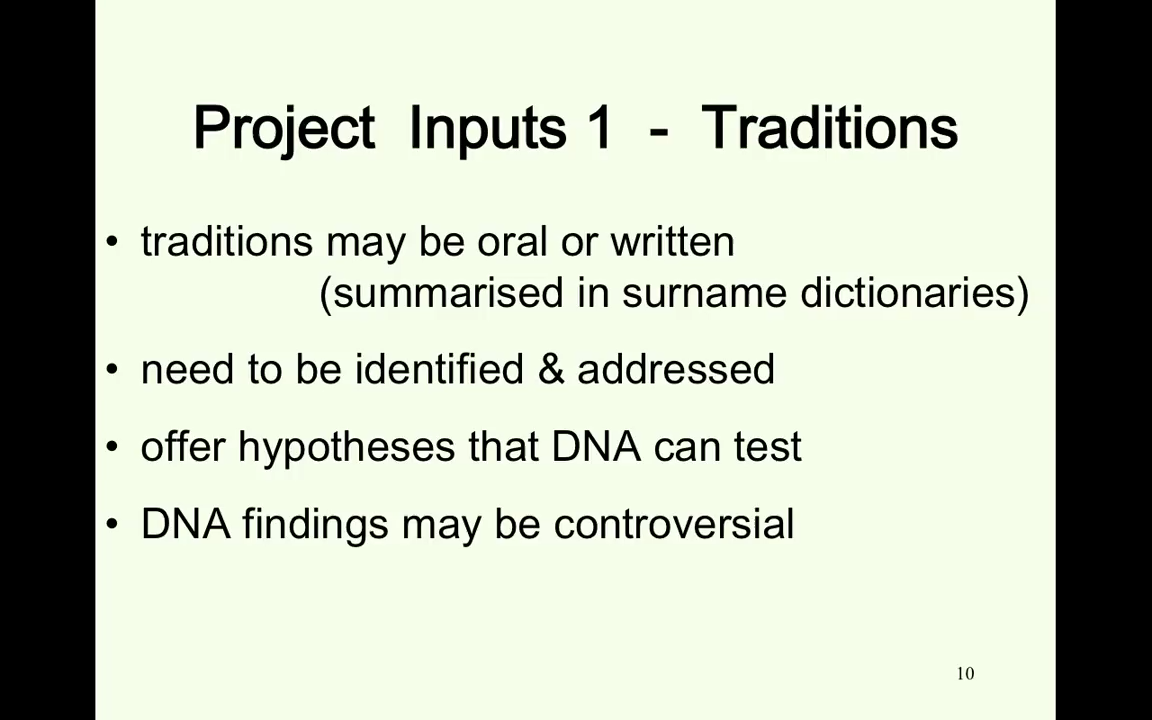 Project Inputs 1 - Traditions
• traditions may be oral or written
(summarised in surname dictionaries)
• need to be identified & addressed
• offer hypotheses that DNA can test
• DNA findings may be controversial
10